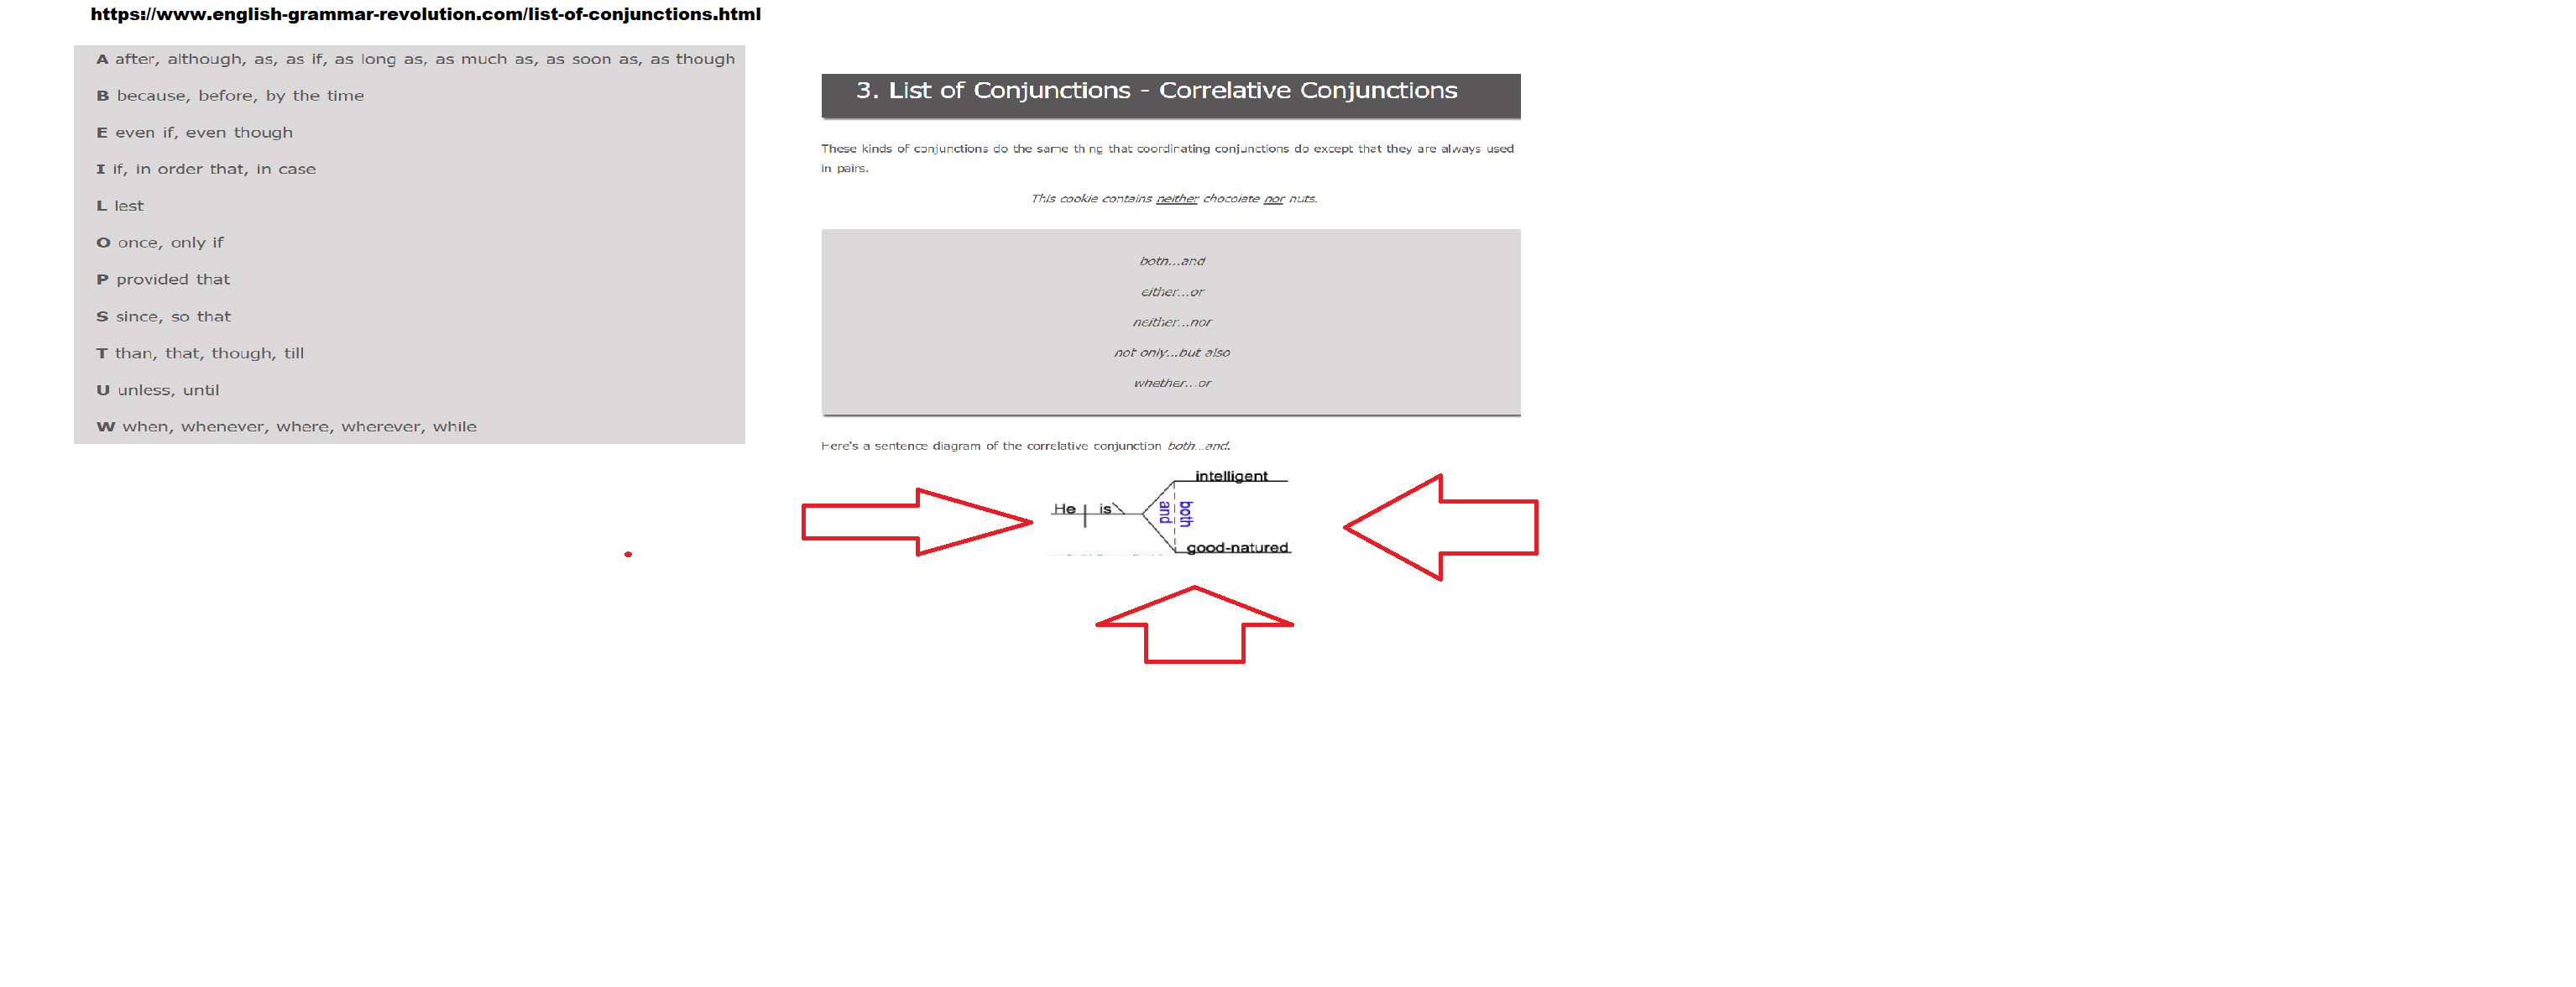 https://www.english-grammar-revolution.com/list-of-conjunctions.html
A after, although, as, as if, as long as, as much as, as soon as, as though
B because, before, by the time
E even if, even though
I if, in order that, in case
L lest
O once, only if
P provided that
S since, so that
T than, that, though, till
U unless, until
W when, whenever, where, wherever, while
3. List of Conjunctions - Correlative Conjunctions
These kinds of conjunctions do the same thing that coordinating conjunctions do except that they are always used
in pairs.
This cookie contains neither chocolate nor nuts.
both...and
either...or
neither...nor
not only...but also
whether...or
Here's a sentence diagram of the correlative conjunction both...and.
intelligent
He is
both
and
good-natured